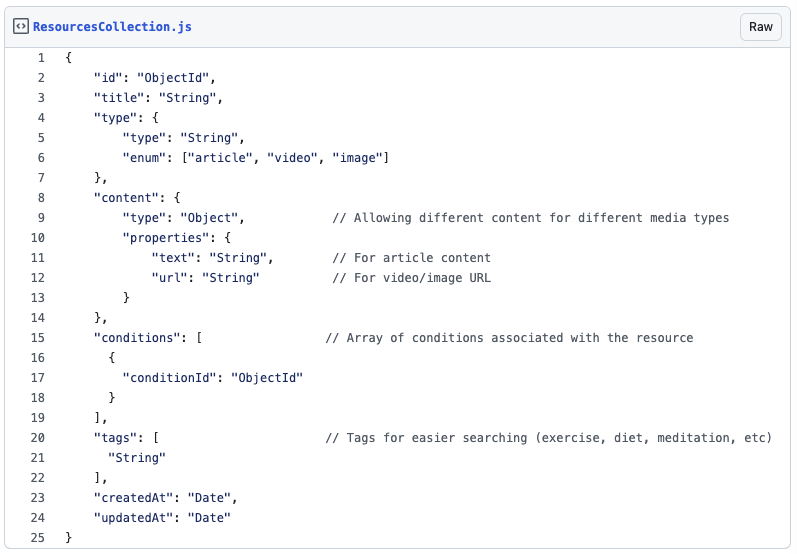 ResourcesCollection.js
Raw
1 {
2     "id": "ObjectId",
3     "title": "String",
4     "type": {
5         "type": "String",
6         "enum": ["article", "video", "image"]
7     },
8     "content": {
9         "type": "Object",            // Allowing different content for different media types
10         "properties": {
11             "text": "String",        // For article content
12             "url": "String"          // For video/image URL
13         }
14     },
15     "conditions": [                 // Array of conditions associated with the resource
16       {
17         "conditionId": "ObjectId"
18       }
19     ],
20     "tags": [                       // Tags for easier searching (exercise, diet, meditation, etc)
21       "String"
22     ],
23     "createdAt": "Date",
24     "updatedAt": "Date"
25 }